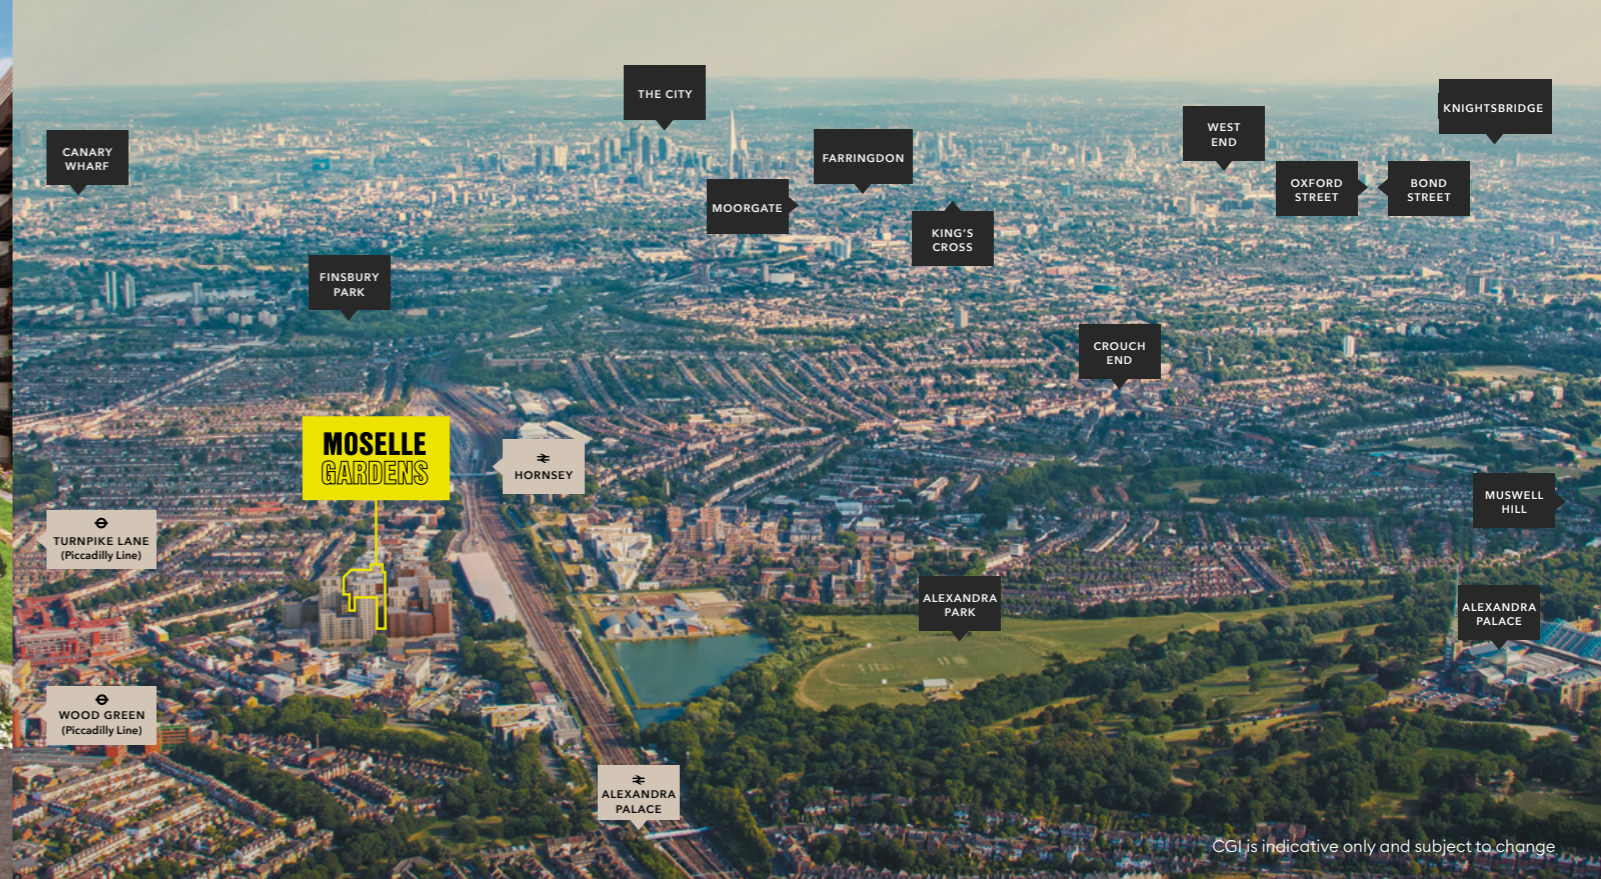 THE CITY
KNIGHTSBRIDGE
WEST
END
CANARY
WHARF
FARRINGDON
OXFORD
STREET
BOND
STREET
MOORGATE
KING'S
CROSS
FINSBURY
PARK
CROUCH
END
MOSELLE
GARDENS
HORNSEY
MUSWELL
HILL
TURNPIKE LANE
(Piccadilly Line)
ALEXANDRA
PARK
ALEXANDRA
PALACE
WOOD GREEN
(Piccadilly Line)
ALEXANDRA
PALACE
CGI is indicative only and subject to change